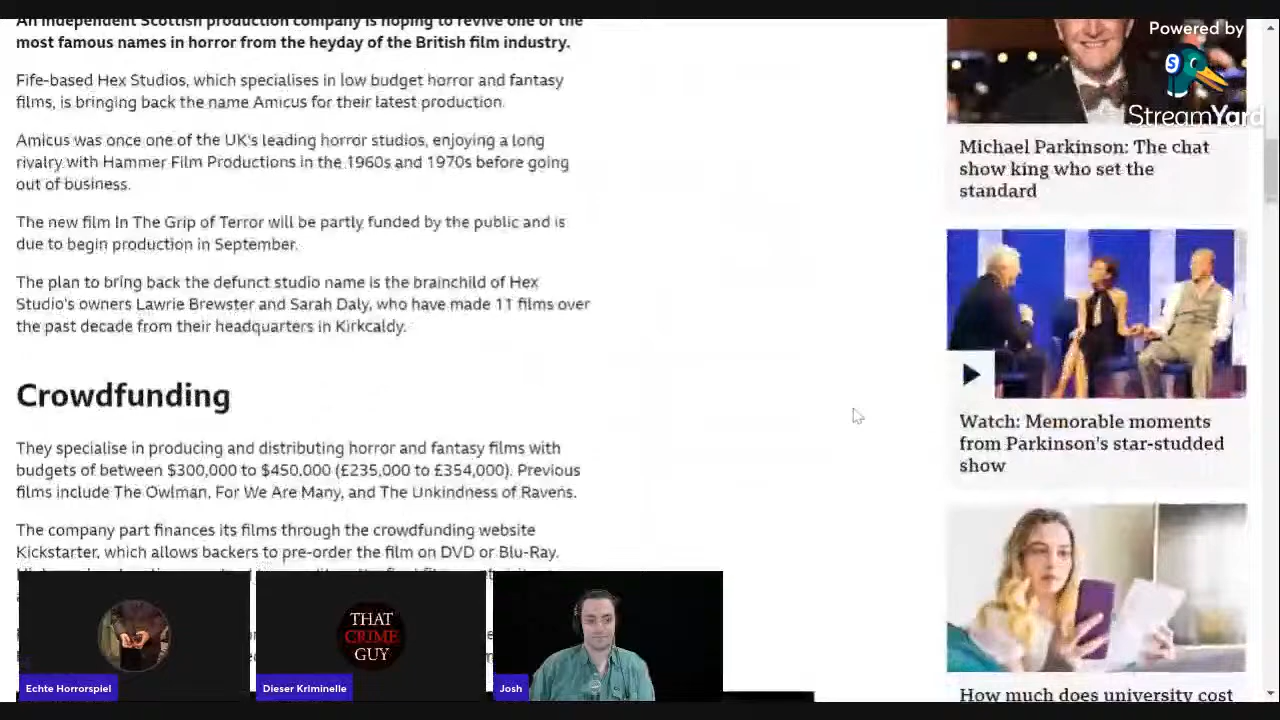 An independent Scottish production company is hoping to revive one of the
most famous names in horror from the heyday of the British film industry.
Fife-based Hex Studios, which specialises in low budget horror and fantasy
films, is bringing back the name Amicus for their latest production.
Amicus was once one of the UK's leading horror studios, enjoying a long
rivalry with Hammer Film Productions in the 1960s and 1970s before going
out of business.
The new film In The Grip of Terror will be partly funded by the public and is
due to begin production in September.
The plan to bring back the defunct studio name is the brainchild of Hex
Studio's owners Lawrie Brewster and Sarah Daly, who have made 11 films over
the past decade from their headquarters in Kirkcaldy.
Crowdfunding
They specialise in producing and distributing horror and fantasy films with
budgets of between $300,000 to $450,000 (£235,000 to £354,000). Previous
films include The Owlman, For We Are Many, and The Unkindness of Ravens.
The company part finances its films through the crowdfunding website
Kickstarter, which allows backers to pre-order the film on DVD or Blu-Ray.
Powered by
S
StreamYard
Michael Parkinson: The chat
show king who set the
standard
Watch: Memorable moments
from Parkinson's star-studded
show
How much does university cost
THAT
CRIME
GUY
Echte Horrorspiel
Dieser Kriminelle
Josh